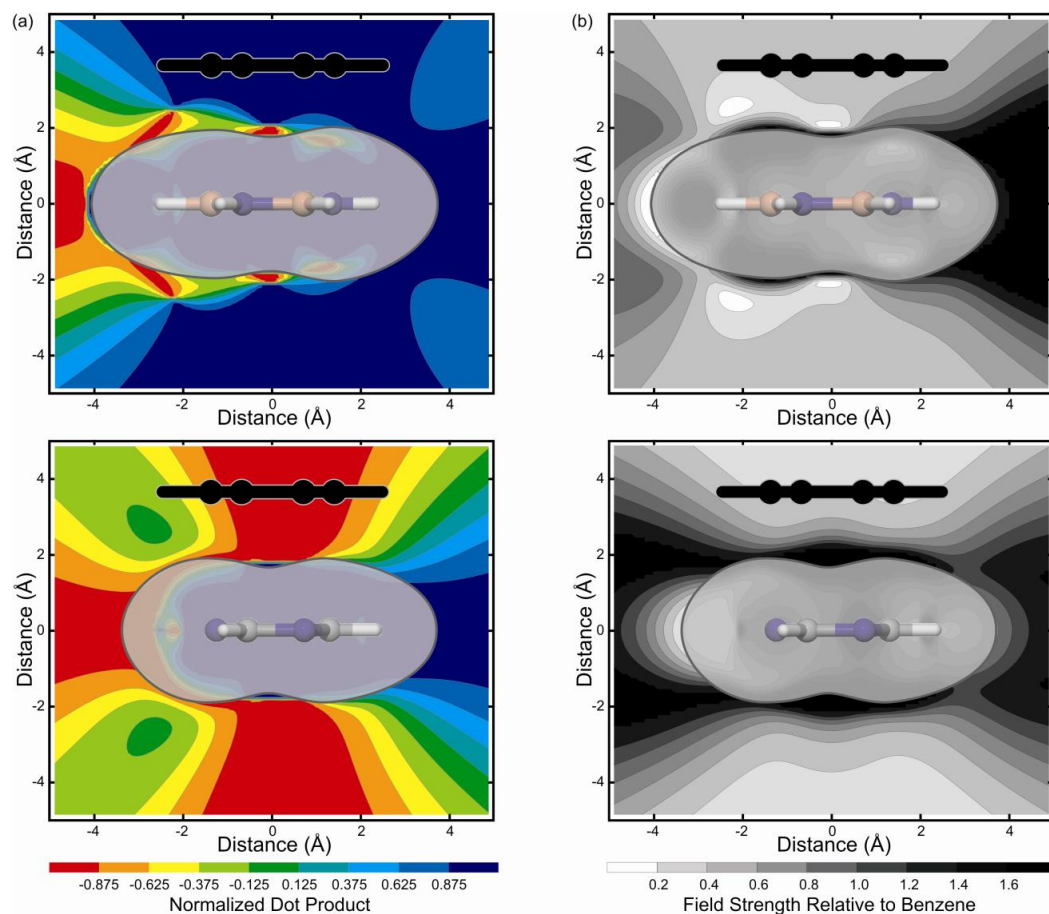 (a)
(b)
4
2
0
-2
-4
Distance (Å)
-4
-2
0
2
4
Distance (Å)
4
2
0
-2
-4
Distance (Å)
-4
-2
0
2
4
Distance (Å)
4
2
0
-2
-4
Distance (Å)
-4
-2
0
2
4
Distance (Å)
4
2
0
-2
-4
Distance (Å)
-4
-2
0
2
4
Distance (Å)
-0.875 -0.625 -0.375 -0.125 0.125 0.375 0.625 0.875
Normalized Dot Product
0.2 0.4 0.6 0.8 1.0 1.2 1.4 1.6
Field Strength Relative to Benzene